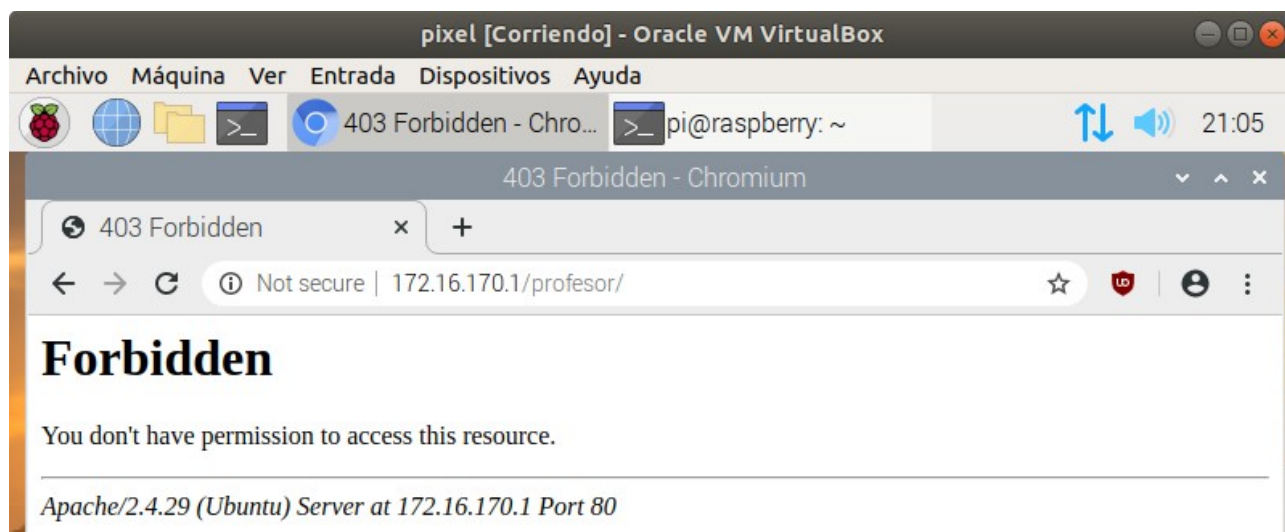 pixel [Corriendo] - Oracle VM VirtualBox
Archivo Máquina Ver Entrada Dispositivos Ayuda
403 Forbidden - Chro... >_ pi@raspberry: ~ 21:05
403 Forbidden - Chromium
403 Forbidden
Not secure | 172.16.170.1/profesor/
Forbidden
You don't have permission to access this resource.
Apache/2.4.29 (Ubuntu) Server at 172.16.170.1 Port 80